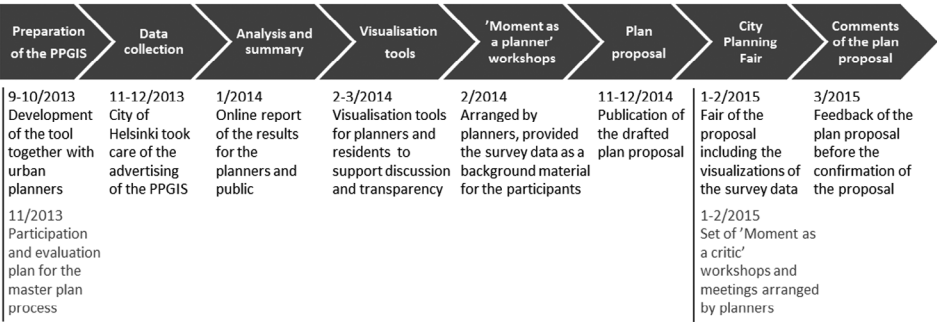 Preparation
of the PPGIS
Data
collection
Analysis and
summary
Visualisation
tools
’Moment as
a planner’
workshops
Plan
proposal
City
Planning
Fair
Comments
of the plan
proposal
9-10/2013
Development
of the tool
together with
urban
planners
11/2013
Participation
and evaluation
plan for the
master plan
process
11-12/2013
City of
Helsinki took
care of the
advertising
of the PPGIS
1/2014
Online report
of the results
for the
planners and
public
2-3/2014
Visualisation tools
for planners and
residents to
support discussion
and transparency
2/2014
Arranged by
planners, provided
the survey data as a
background material
for the participants
11-12/2014
Publication of
the drafted
plan proposal
1-2/2015
Fair of the
proposal
including the
visualizations of
the survey data
1-2/2015
Set of ’Moment as
a critic’
workshops and
meetings arranged
by planners
3/2015
Feedback of the
plan proposal
before the
confirmation of
the proposal